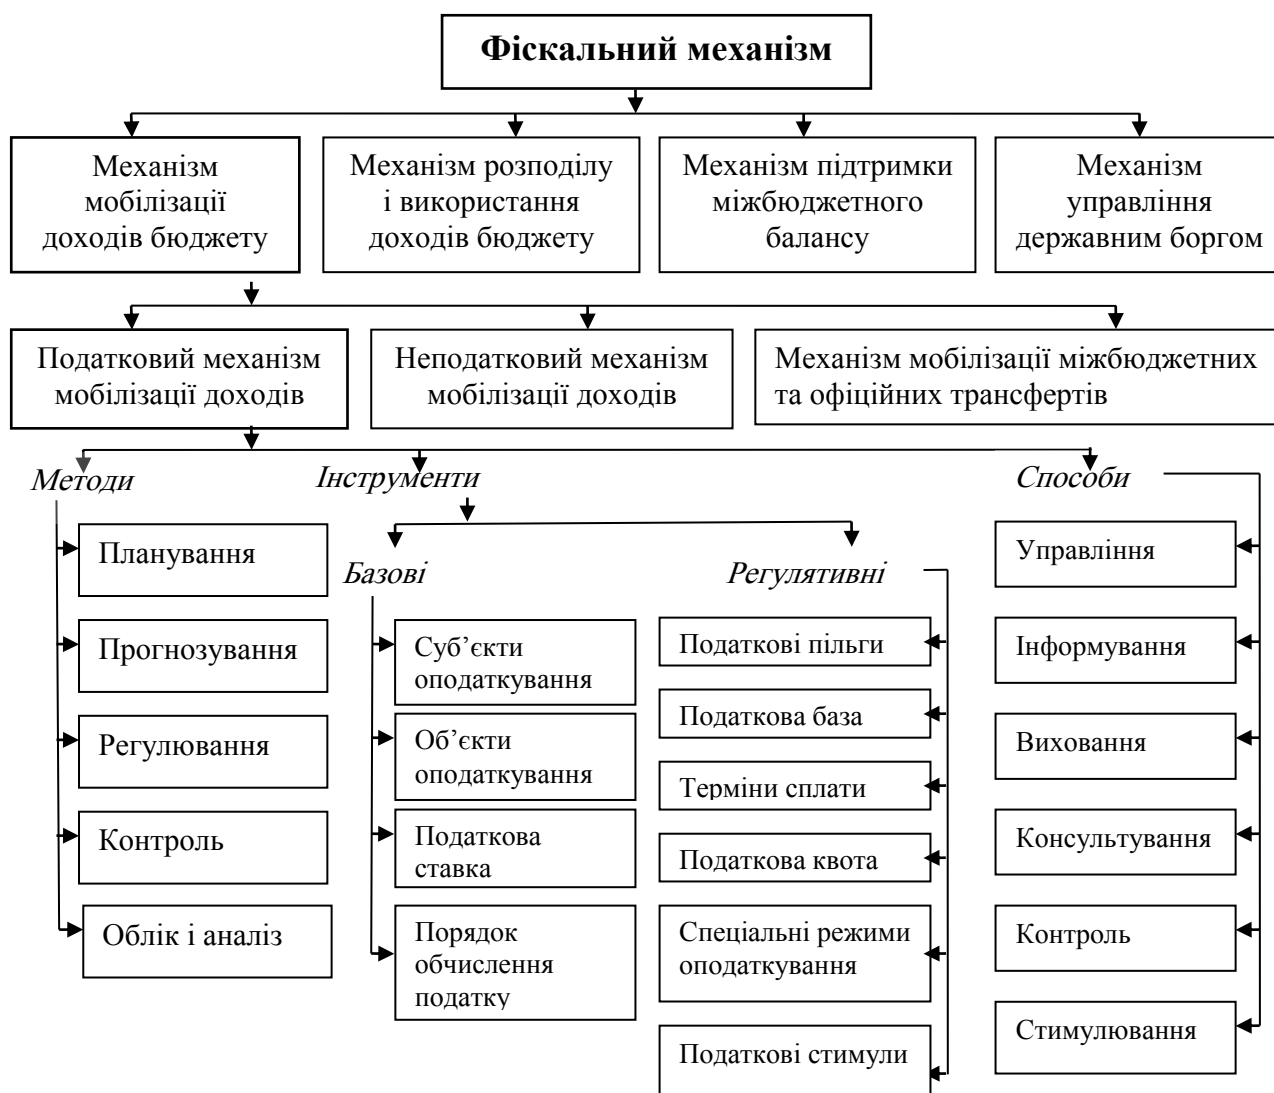 Фіскальний механізм
Механізм
мобілізації
доходів бюджету
Механізм розподілу
і використання
доходів бюджету
Механізм підтримки
міжбюджетного
балансу
Механізм
управління
державним боргом
Податковий механізм
мобілізації доходів
Неподатковий механізм
мобілізації доходів
Механізм мобілізації міжбюджетних
та офіційних трансфертів
Методи
Планування
Прогнозування
Регулювання
Контроль
Облік і аналіз
Інструменти
Базові
Суб’єкти
оподаткування
Об’єкти
оподаткування
Податкова
ставка
Порядок
обчислення
податку
Регулятивні
Податкові пільги
Податкова база
Терміни сплати
Податкова квота
Спеціальні режими
оподаткування
Податкові стимули
Способи
Управління
Інформування
Виховання
Консультування
Контроль
Стимулювання